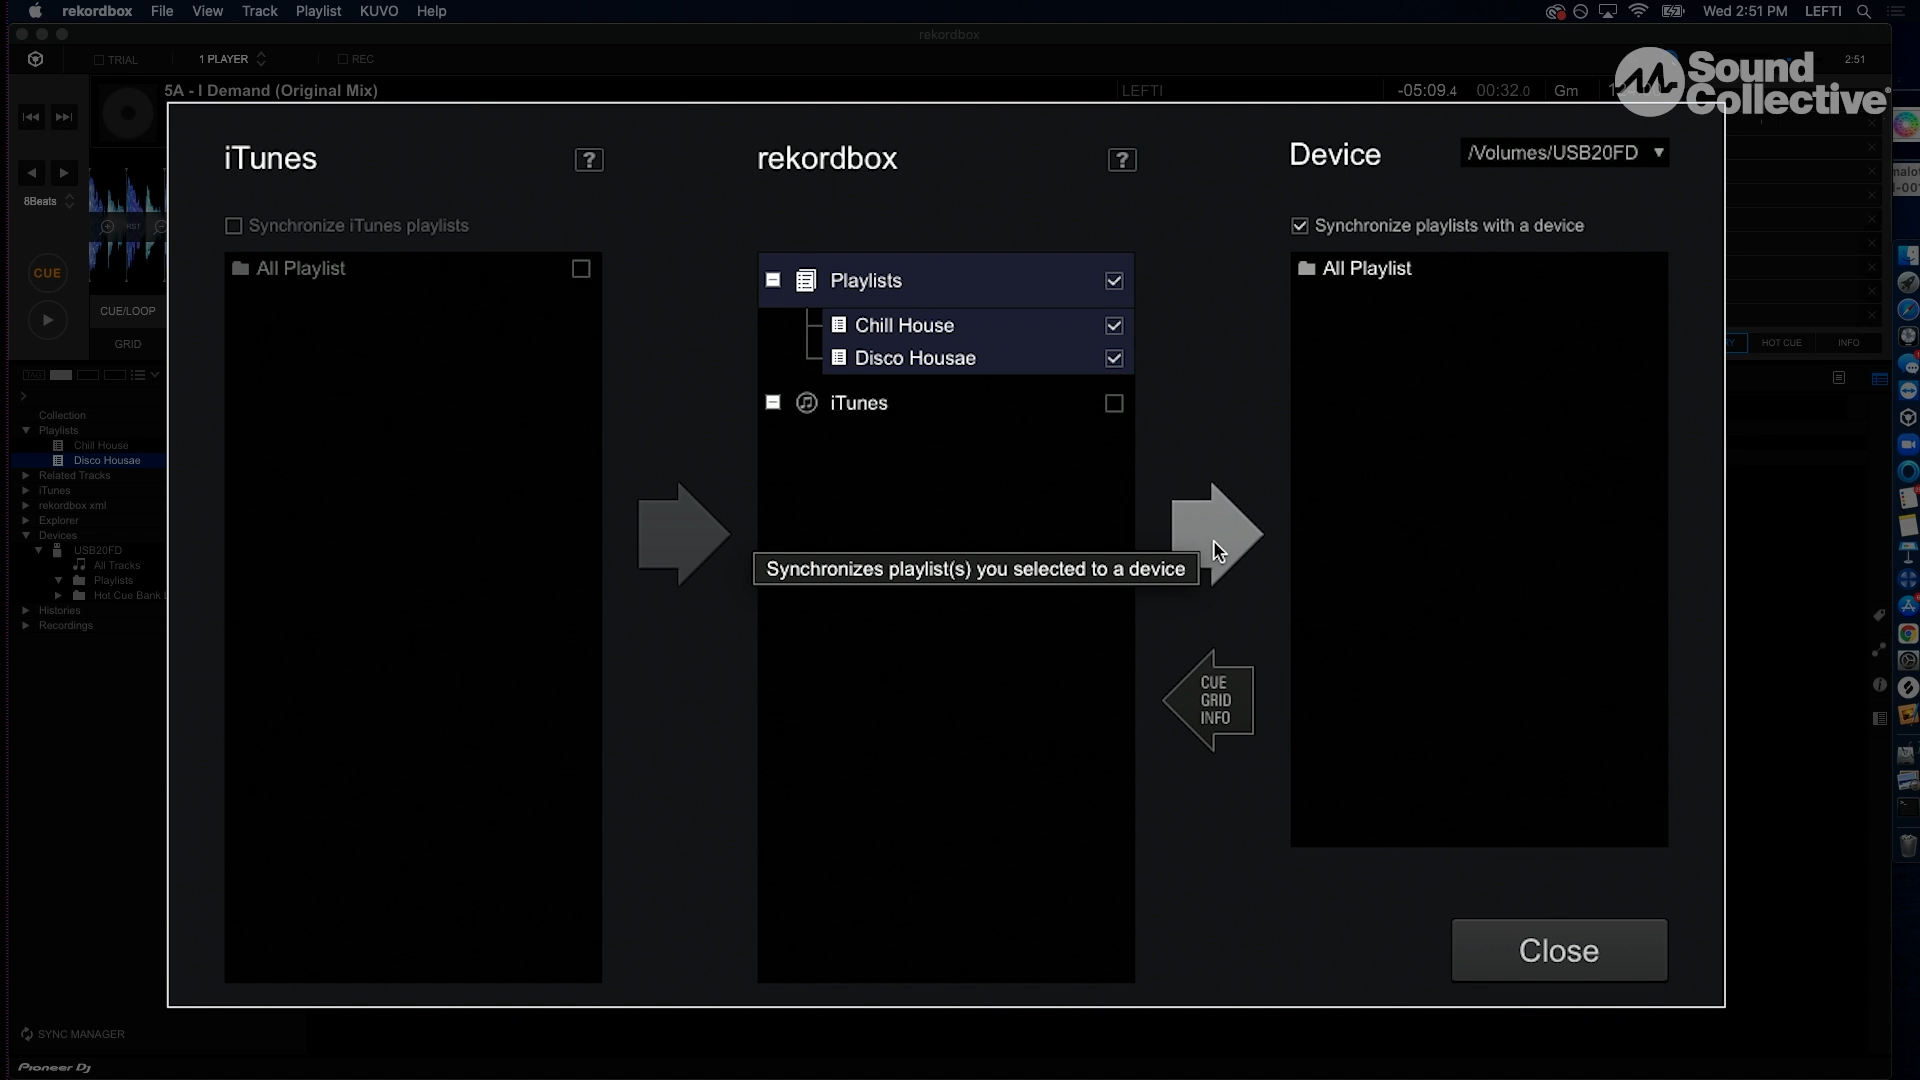 rekordbox File View Track Playlist KUVO Help
Wed 2:51 PM LEFTI
rekordbox
TRIAL
1 PLAYER
REC
2:51
Sound
Collective
5A - I Demand (Original Mix)
LEFTI
-05:09.4
00:32.0
Gm
iTunes
?
rekordbox
?
Device
/Volumes/USB20FD
8Beats
RST
Synchronize iTunes playlists
Synchronize playlists with a device
All Playlist
Playlists
Chill House
Disco Housae
iTunes
All Playlist
CUE
CUE/LOOP
GRID
HOT CUE
INFO
TAG
Collection
Playlists
Chill House
Disco Housae
Related Tracks
iTunes
rekordbox xml
Explorer
Devices
USB20FD
All Tracks
Playlists
Hot Cue Bank
Histories
Recordings
Synchronizes playlist(s) you selected to a device
CUE
GRID
INFO
Close
SYNC MANAGER
Pioneer Dj